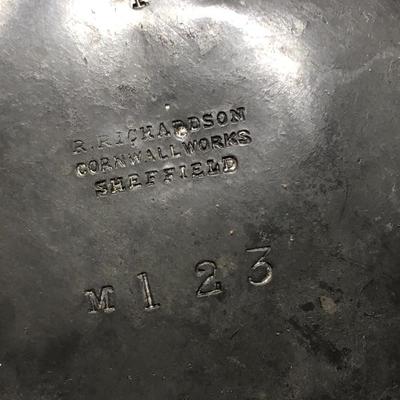 R. RICHARDSON
CORNWALL WORKS
SHEFFIELD
M 1 2 3